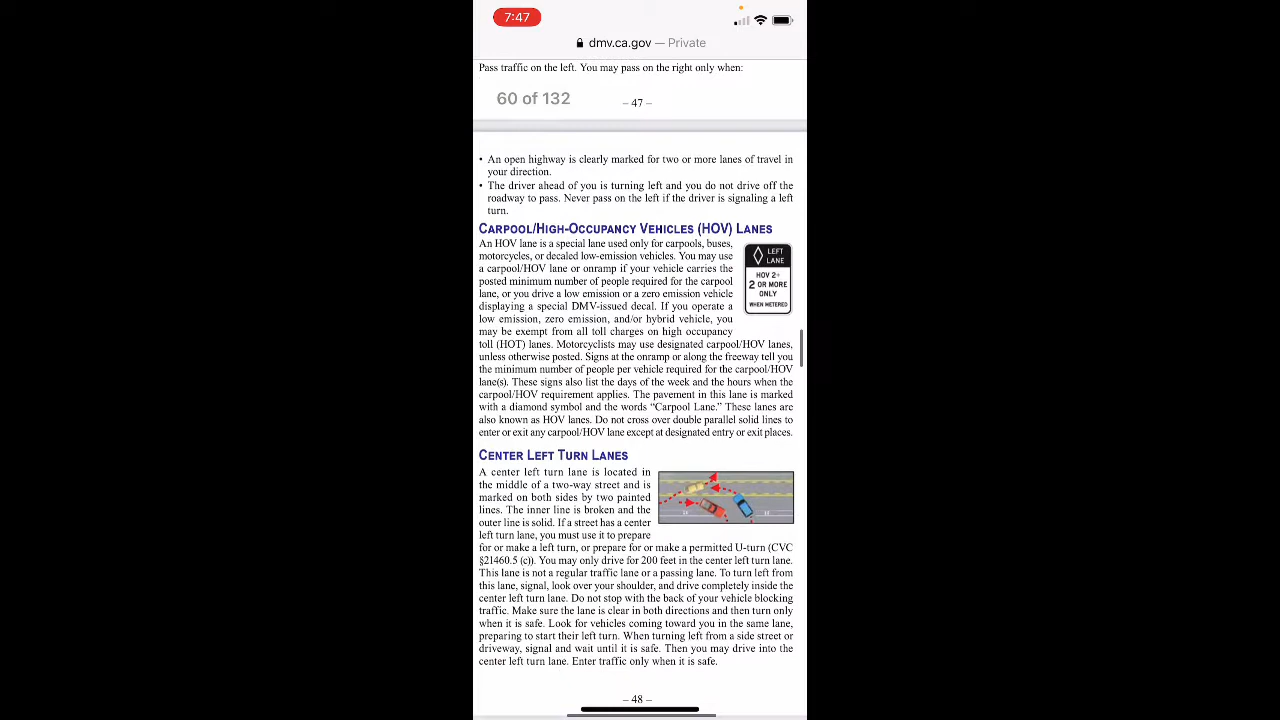 7:47
dmv.ca.gov — Private
Pass traffic on the left. You may pass on the right only when:
60 of 132
– 47 –
• An open highway is clearly marked for two or more lanes of travel in
your direction.
• The driver ahead of you is turning left and you do not drive off the
roadway to pass. Never pass on the left if the driver is signaling a left
turn.
CARPOOL/HIGH-OCCUPANCY VEHICLES (HOV) LANES
An HOV lane is a special lane used only for carpools, buses,
motorcycles, or decaled low-emission vehicles. You may use
a carpool/HOV lane or onramp if your vehicle carries the
posted minimum number of people required for the carpool
lane, or you drive a low emission or a zero emission vehicle
displaying a special DMV-issued decal. If you operate a
low emission, zero emission, and/or hybrid vehicle, you
may be exempt from all toll charges on high occupancy
toll (HOT) lanes. Motorcyclists may use designated carpool/HOV lanes,
unless otherwise posted. Signs at the onramp or along the freeway tell you
the minimum number of people per vehicle required for the carpool/HOV
lane(s). These signs also list the days of the week and the hours when the
carpool/HOV requirement applies. The pavement in this lane is marked
with a diamond symbol and the words “Carpool Lane.” These lanes are
also known as HOV lanes. Do not cross over double parallel solid lines to
enter or exit any carpool/HOV lane except at designated entry or exit places.
LEFT
LANE
HOV 2+
2 OR MORE
ONLY
WHEN METERED
CENTER LEFT TURN LANES
A center left turn lane is located in
the middle of a two-way street and is
marked on both sides by two painted
lines. The inner line is broken and the
outer line is solid. If a street has a center
left turn lane, you must use it to prepare
for or make a left turn, or prepare for or make a permitted U-turn (CVC
§21460.5 (c)). You may only drive for 200 feet in the center left turn lane.
This lane is not a regular traffic lane or a passing lane. To turn left from
this lane, signal, look over your shoulder, and drive completely inside the
center left turn lane. Do not stop with the back of your vehicle blocking
traffic. Make sure the lane is clear in both directions and then turn only
when it is safe. Look for vehicles coming toward you in the same lane,
preparing to start their left turn. When turning left from a side street or
driveway, signal and wait until it is safe. Then you may drive into the
center left turn lane. Enter traffic only when it is safe.
– 48 –